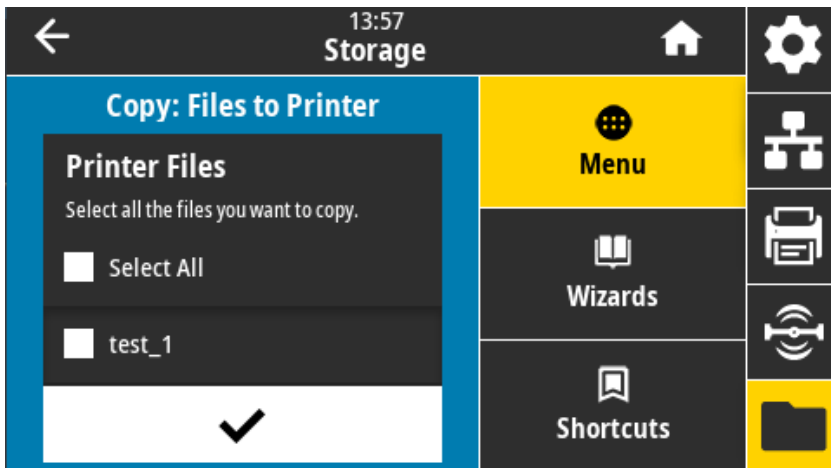 13:57
Storage
Copy: Files to Printer
Printer Files
Select all the files you want to copy.
Select All
test_1
Menu
Wizards
Shortcuts